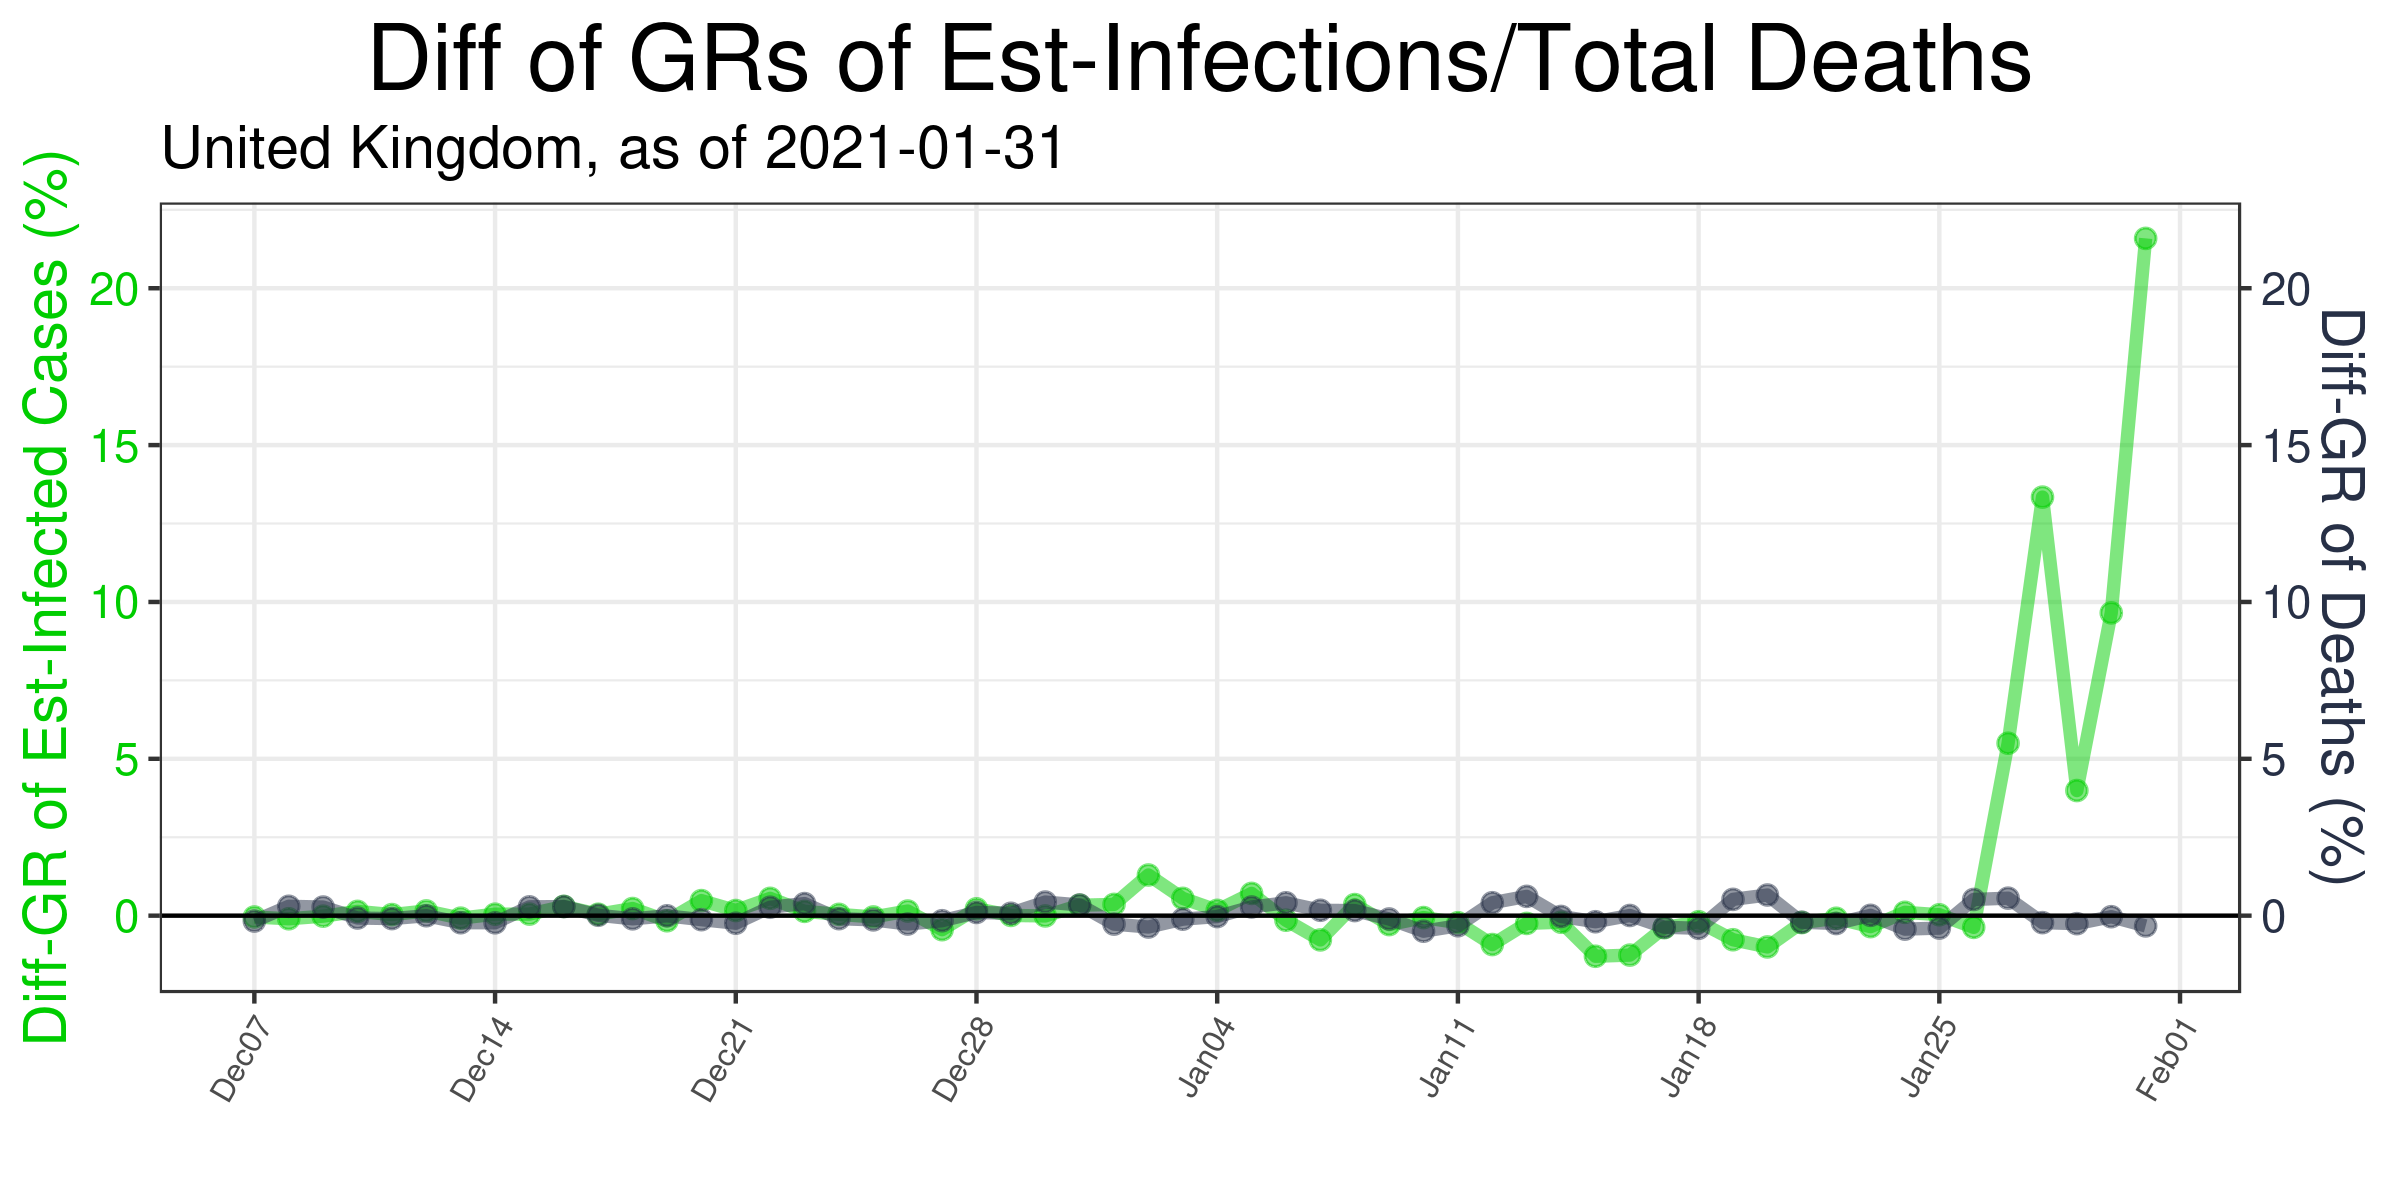 Diff of GRs of Est-Infections/Total Deaths
United Kingdom, as of 2021-01-31
Diff-GR of Est-Infected Cases (%)
20
15
10
5
0
20
15
10
5
0
Diff-GR of Deaths (%)
Dec07
Dec14
Dec21
Dec28
Jan04
Jan11
Jan18
Jan25
Feb01